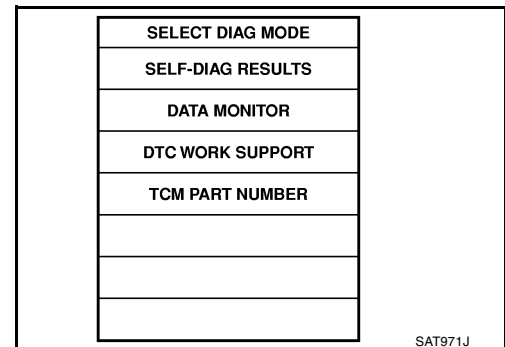 SELECT DIAG MODE
SELF-DIAG RESULTS
DATA MONITOR
DTC WORK SUPPORT
TCM PART NUMBER
SAT971J